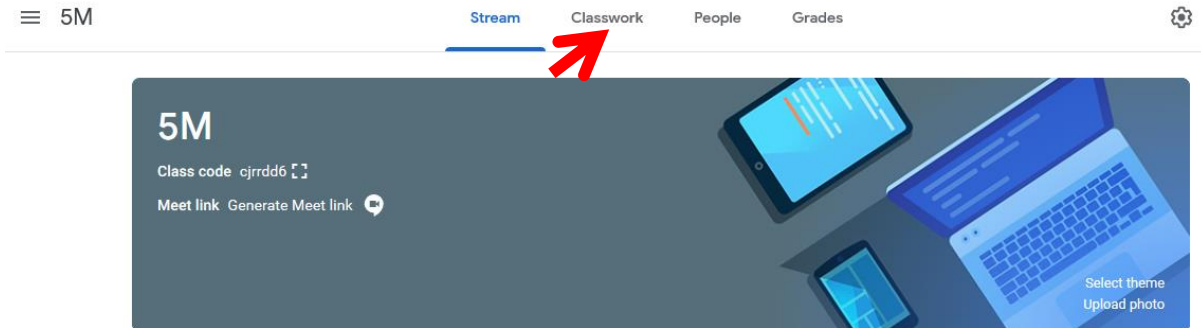 5M
Stream Classwork People Grades
5M
Class code cjrrdd6
Meet link Generate Meet link
Select theme
Upload photo